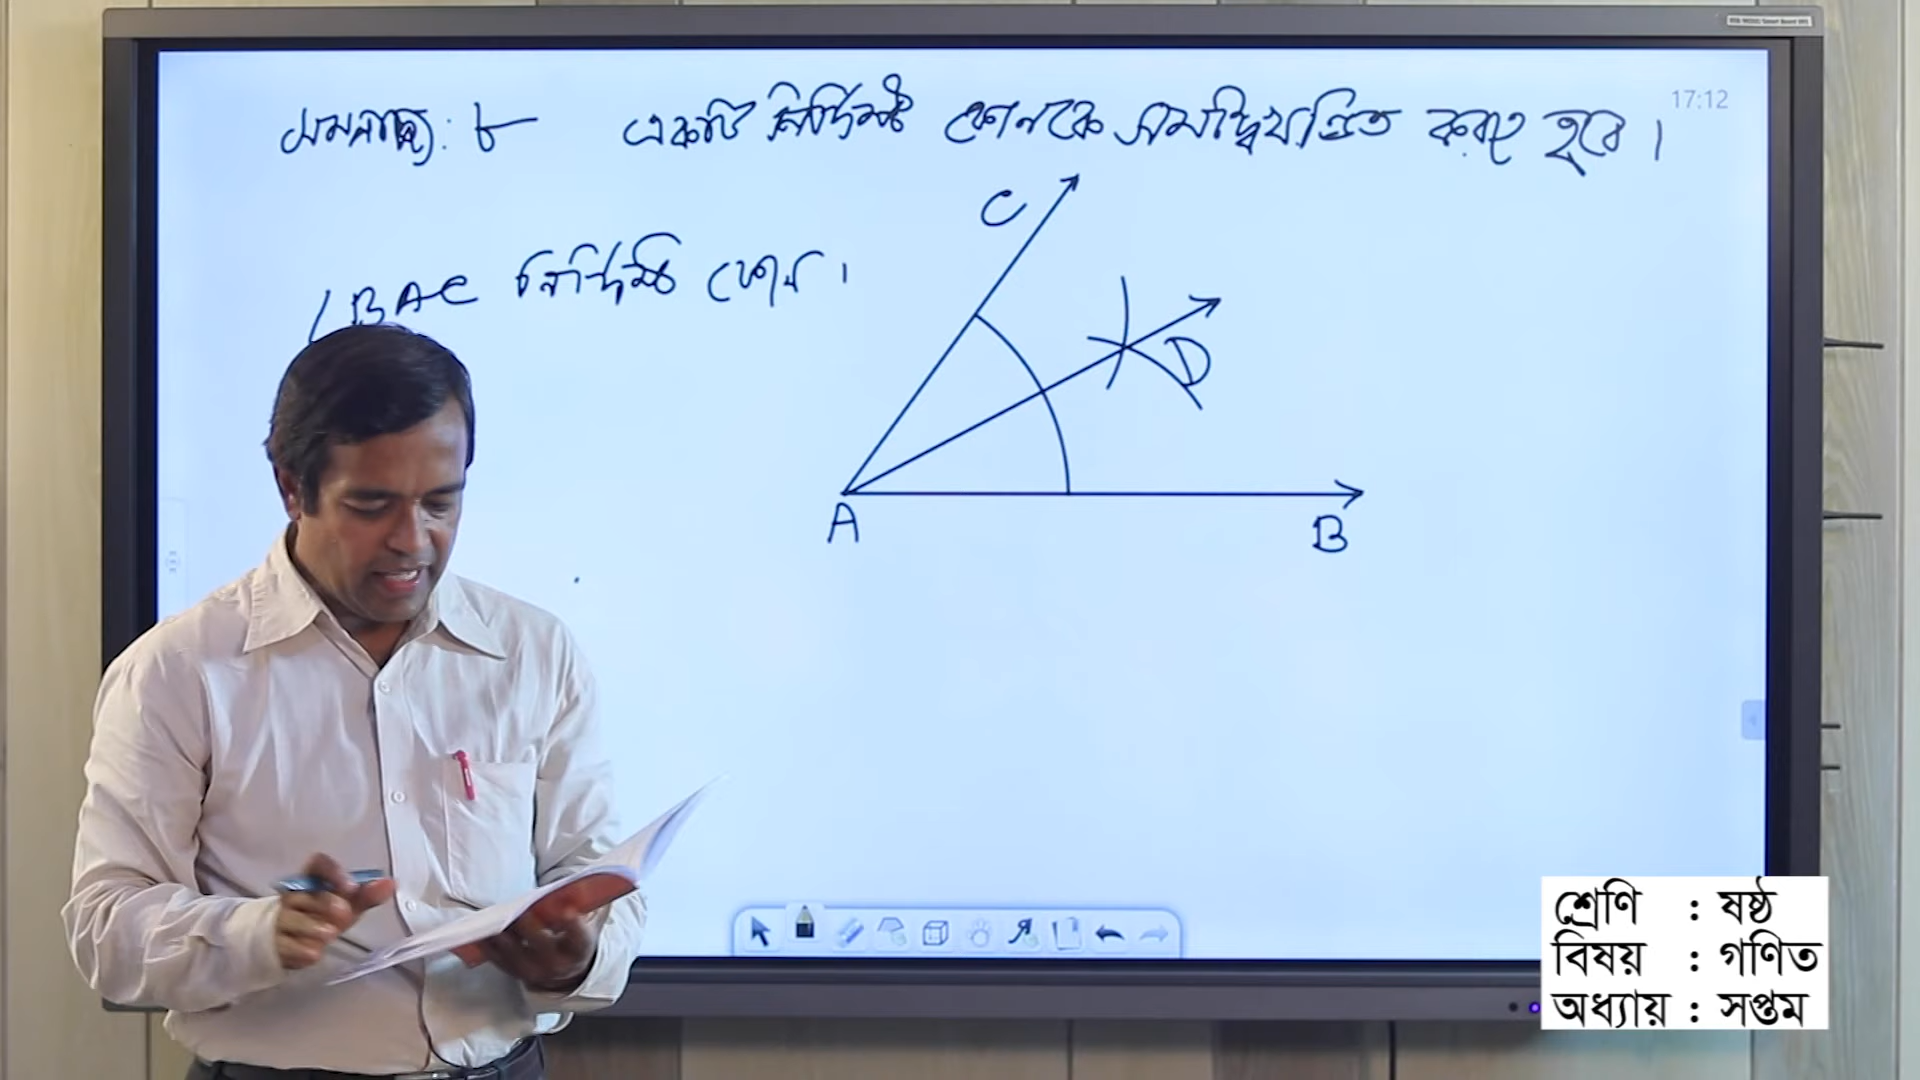 সমস্যা : ৮ একটি নির্দিষ্ট কোণকে সমদ্বিখণ্ডিত করতে হবে।
17:12
C
∠BAC নির্দিষ্ট কোণ।
D
A
B
শ্রেণি : ষষ্ঠ
বিষয় : গণিত
অধ্যায় : সপ্তম